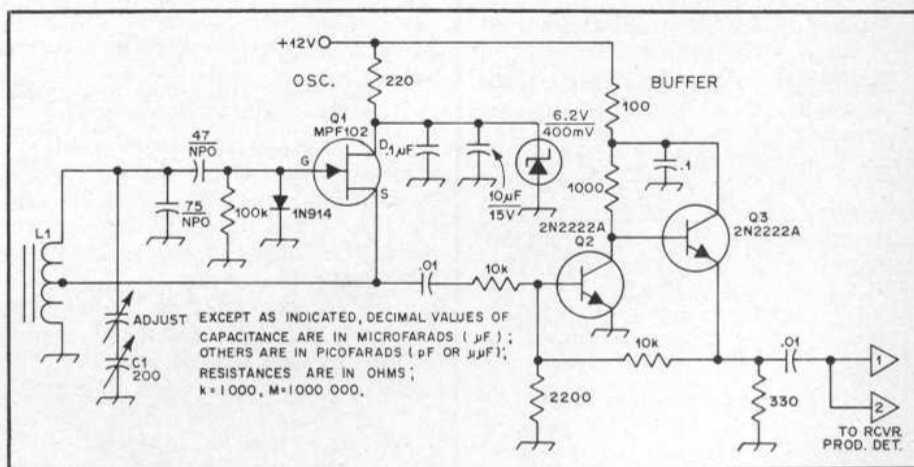 +12V
OSC.
220
BUFFER
100
Q1
MPF102
6.2V
400mV
47
NPO
D
.1µF
.1
G
S
10µF
15V
1000
Q3
2N2222A
75
NPO
100k
1N914
2N2222A
Q2
L1
.01
10k
ADJUST
C1
200
EXCEPT AS INDICATED, DECIMAL VALUES OF
CAPACITANCE ARE IN MICROFARADS ( µF ) ;
OTHERS ARE IN PICOFARADS ( pF OR µµF);
RESISTANCES ARE IN OHMS ;
k = 1000, M=1000 000.
10k
.01
1
2200
330
2
TO RCVR.
PROD. DET.